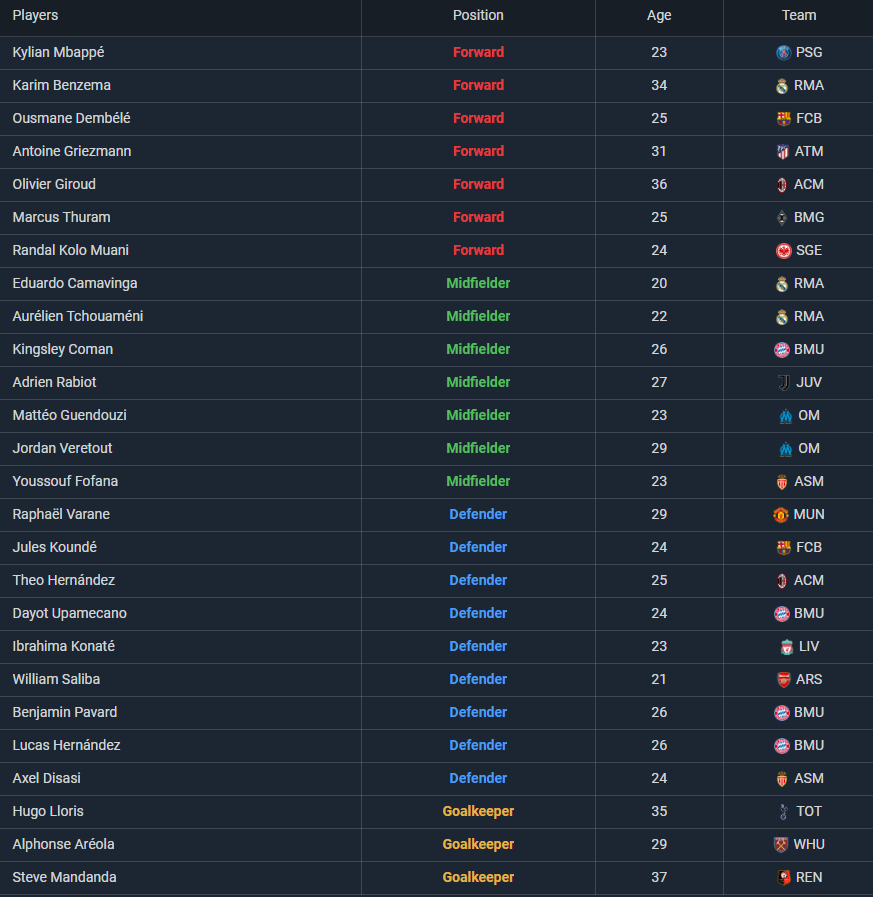 Players Position Age Team
Kylian Mbappé Forward 23 PSG
Karim Benzema Forward 34 RMA
Ousmane Dembélé Forward 25 FCB
Antoine Griezmann Forward 31 ATM
Olivier Giroud Forward 36 ACM
Marcus Thuram Forward 25 BMG
Randal Kolo Muani Forward 24 SGE
Eduardo Camavinga Midfielder 20 RMA
Aurélien Tchouaméni Midfielder 22 RMA
Kingsley Coman Midfielder 26 BMU
Adrien Rabiot Midfielder 27 JUV
Mattéo Guendouzi Midfielder 23 OM
Jordan Veretout Midfielder 29 OM
Youssouf Fofana Midfielder 23 ASM
Raphaël Varane Defender 29 MUN
Jules Koundé Defender 24 FCB
Theo Hernández Defender 25 ACM
Dayot Upamecano Defender 24 BMU
Ibrahima Konaté Defender 23 LIV
William Saliba Defender 21 ARS
Benjamin Pavard Defender 26 BMU
Lucas Hernández Defender 26 BMU
Axel Disasi Defender 24 ASM
Hugo Lloris Goalkeeper 35 TOT
Alphonse Aréola Goalkeeper 29 WHU
Steve Mandanda Goalkeeper 37 REN